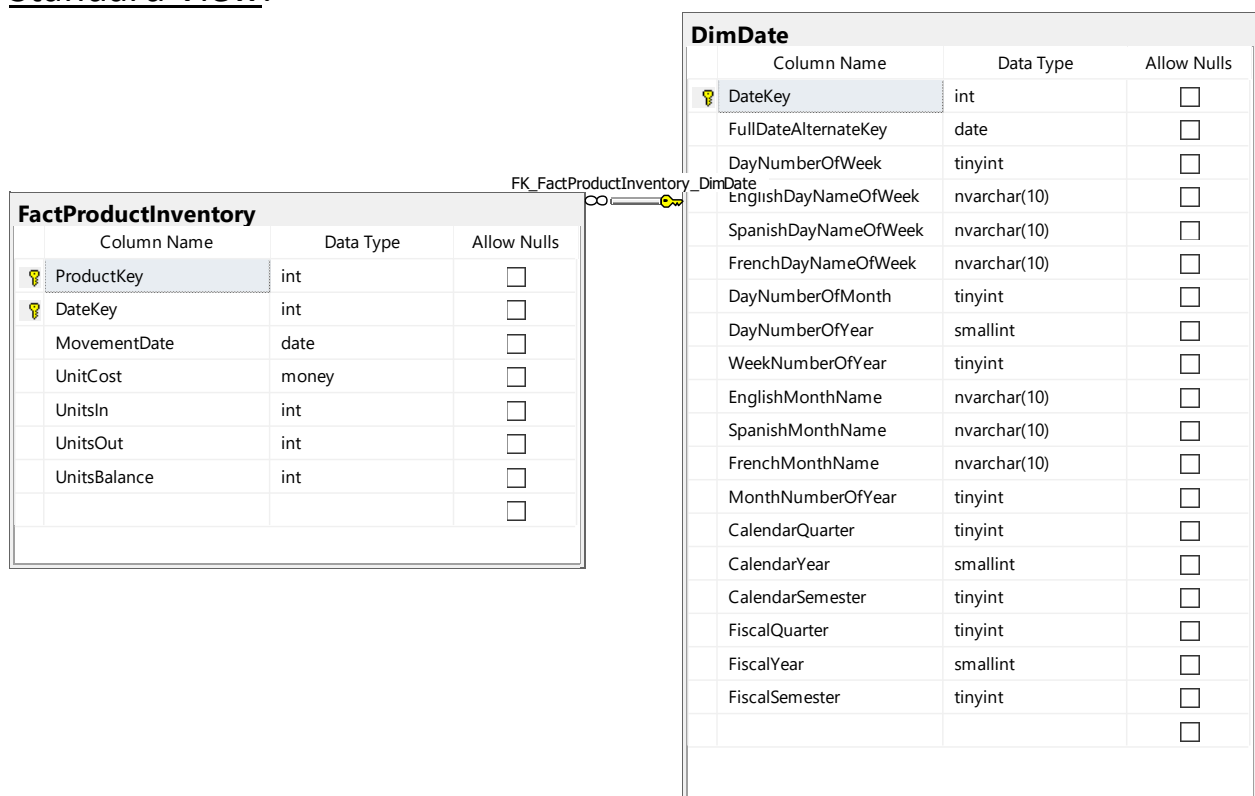 Standard View:
DimDate
Column Name Data Type Allow Nulls
DateKey int
FullDateAlternateKey date
DayNumberOfWeek tinyint
EnglishDayNameOfWeek nvarchar(10)
SpanishDayNameOfWeek nvarchar(10)
FrenchDayNameOfWeek nvarchar(10)
DayNumberOfMonth tinyint
DayNumberOfYear smallint
WeekNumberOfYear tinyint
EnglishMonthName nvarchar(10)
SpanishMonthName nvarchar(10)
FrenchMonthName nvarchar(10)
MonthNumberOfYear tinyint
CalendarQuarter tinyint
CalendarYear smallint
CalendarSemester tinyint
FiscalQuarter tinyint
FiscalYear smallint
FiscalSemester tinyint
FK_FactProductInventory_DimDate
FactProductInventory
Column Name Data Type Allow Nulls
ProductKey int
DateKey int
MovementDate date
UnitCost money
UnitsIn int
UnitsOut int
UnitsBalance int